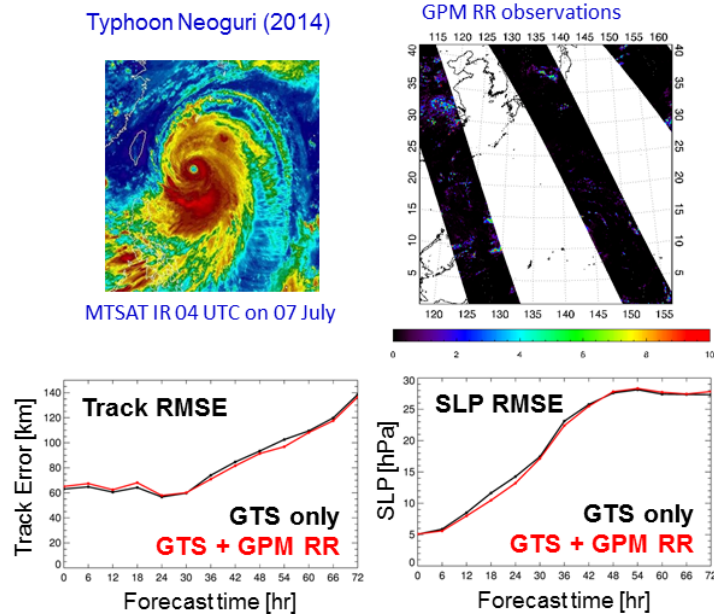 Typhoon Neoguri (2014)
MTSAT IR 04 UTC on 07 July
GPM RR observations
115 120 125 130 135 140 145 150 155 160
40 40
35 35
30 30
25 25
20 20
15 15
10 10
5 5
120 125 130 135 140 145 150 155
0 2 4 6 8 10
Track RMSE
GTS only
GTS + GPM RR
Track Error [km]
140
120
100
80
60
40
20
0
0 6 12 18 24 30 36 42 48 54 60 66 72
Forecast time [hr]
SLP RMSE
GTS only
GTS + GPM RR
SLP [hPa]
30
25
20
15
10
5
0
0 6 12 18 24 30 36 42 48 54 60 66 72
Forecast time [hr]